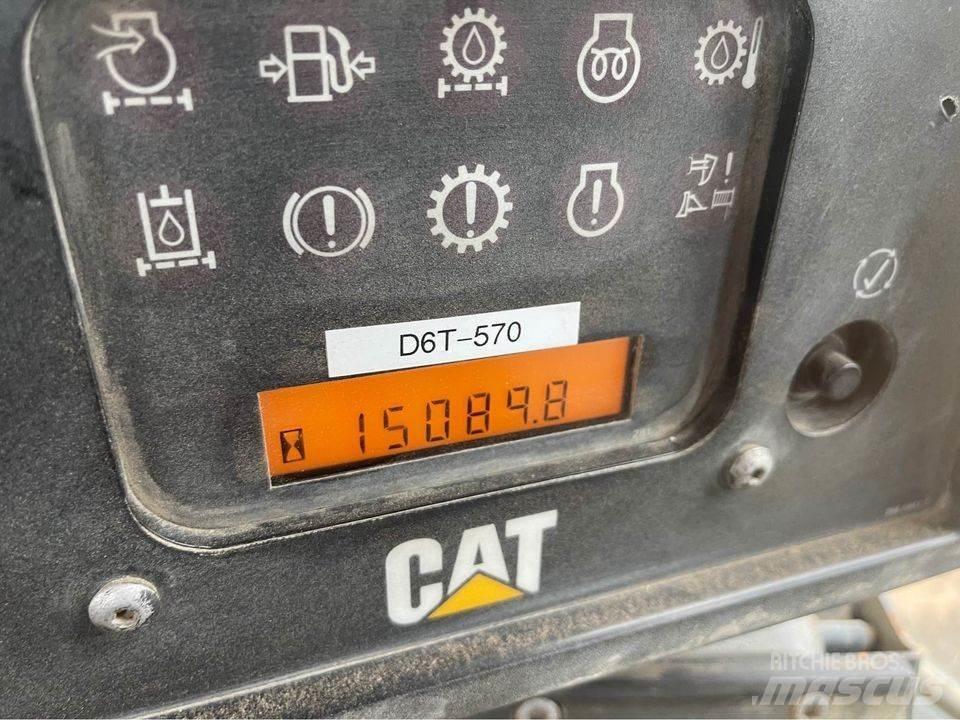 D6T-570
15089.8
CAT
RITCHIE BROS.
MASCUS